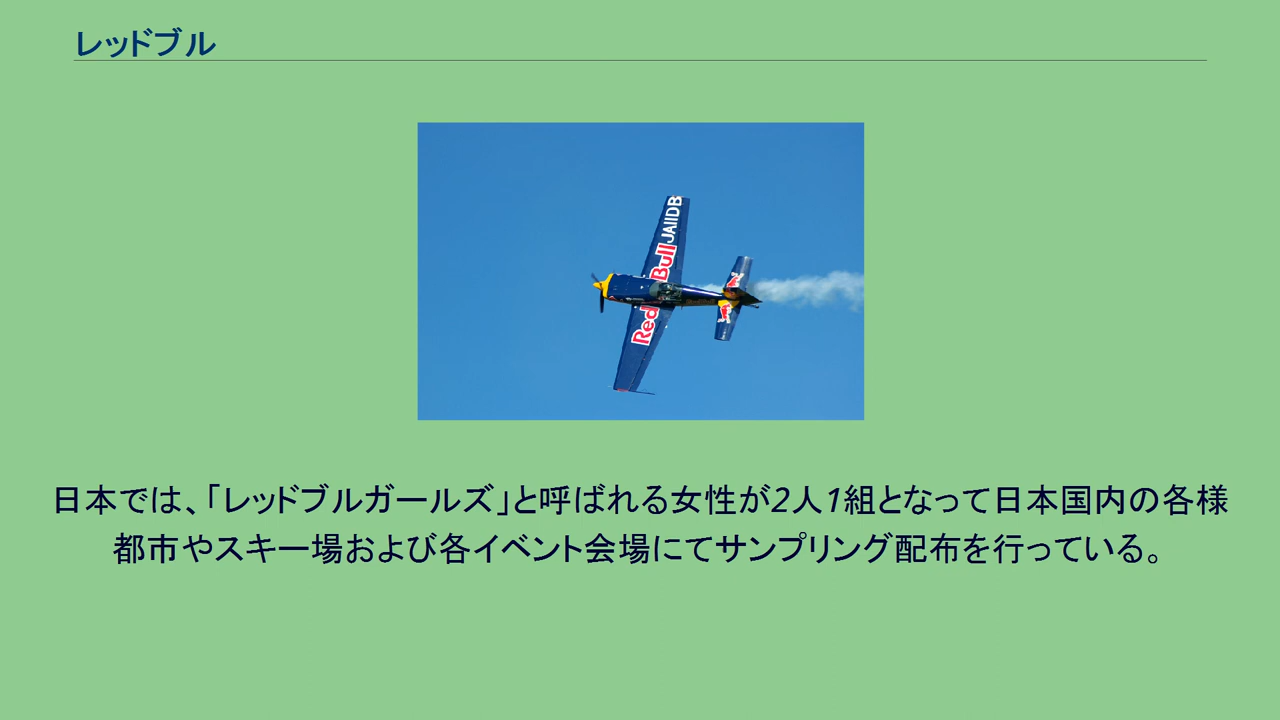 レッドブル
JA11DB
Red Bull
日本では、「レッドブルガールズ」と呼ばれる女性が2人1組となって日本国内の各様
都市やスキー場および各イベント会場にてサンプリング配布を行っている。